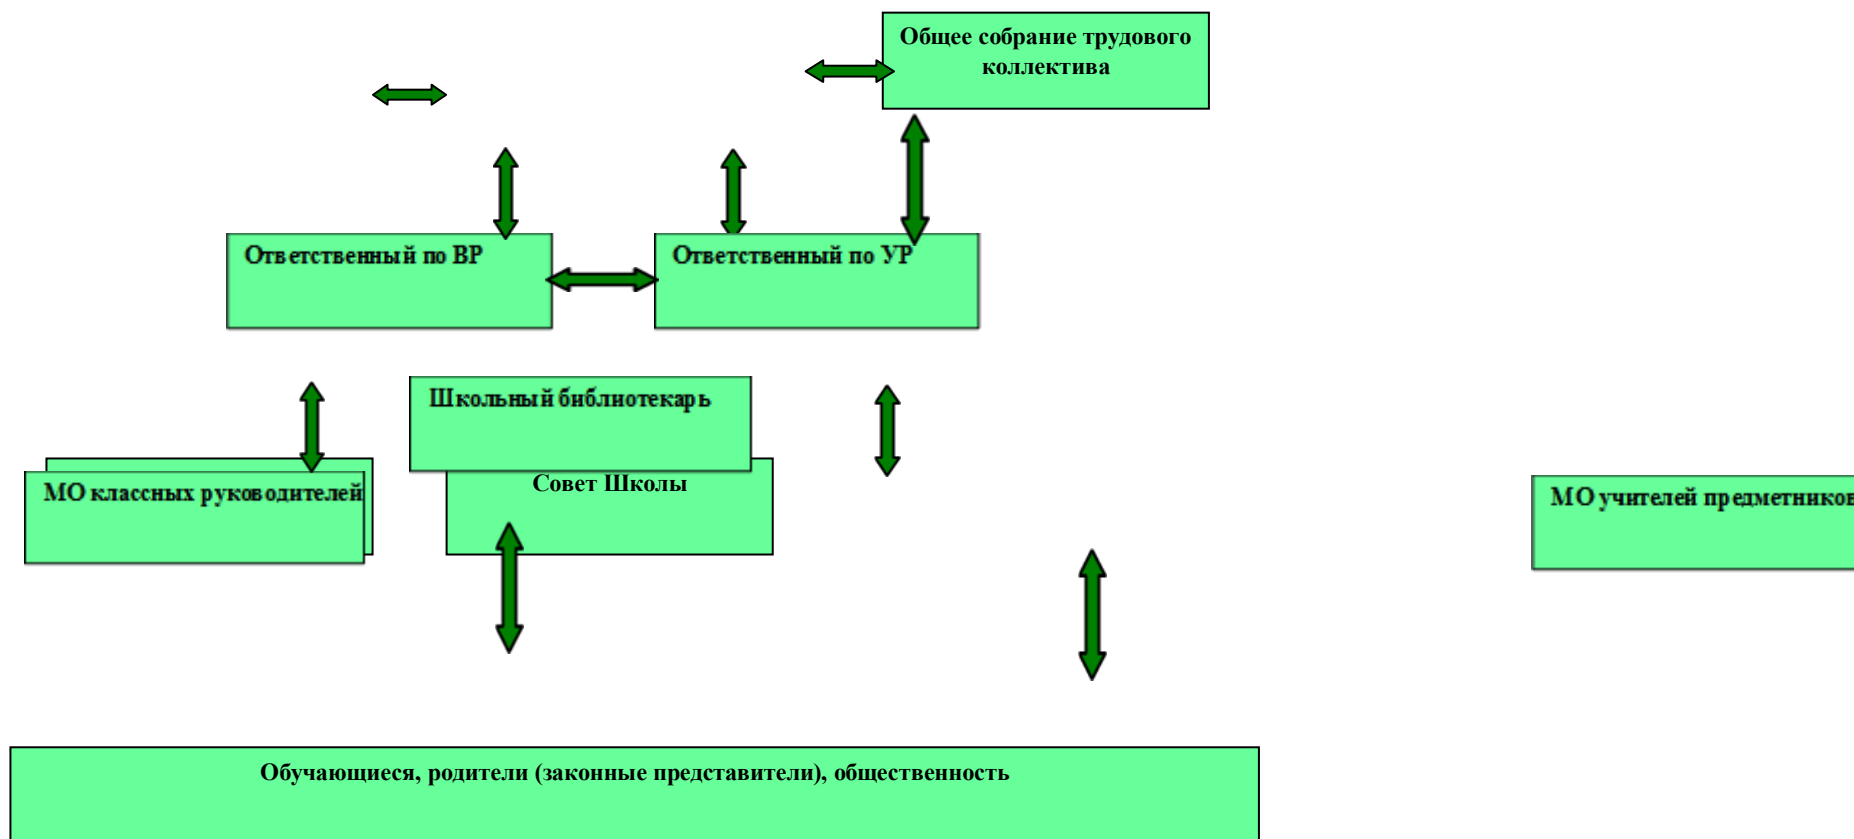 Общее собрание трудового
коллектива
Ответственный по ВР
Ответственный по УР
Школьный библиотекарь
МО классных руководителей
Совет Школы
МО учителей предметников
Обучающиеся, родители (законные представители), общественность